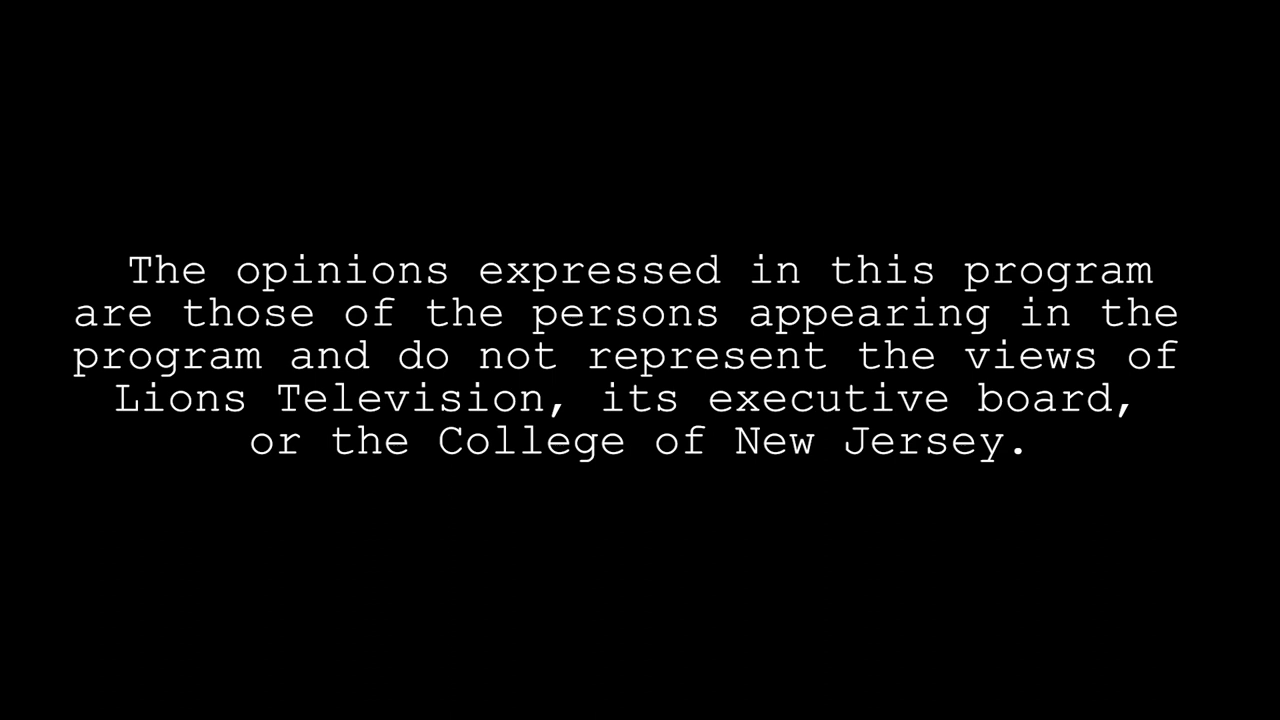 The opinions expressed in this program
are those of the persons appearing in the
program and do not represent the views of
Lions Television, its executive board,
or the College of New Jersey.